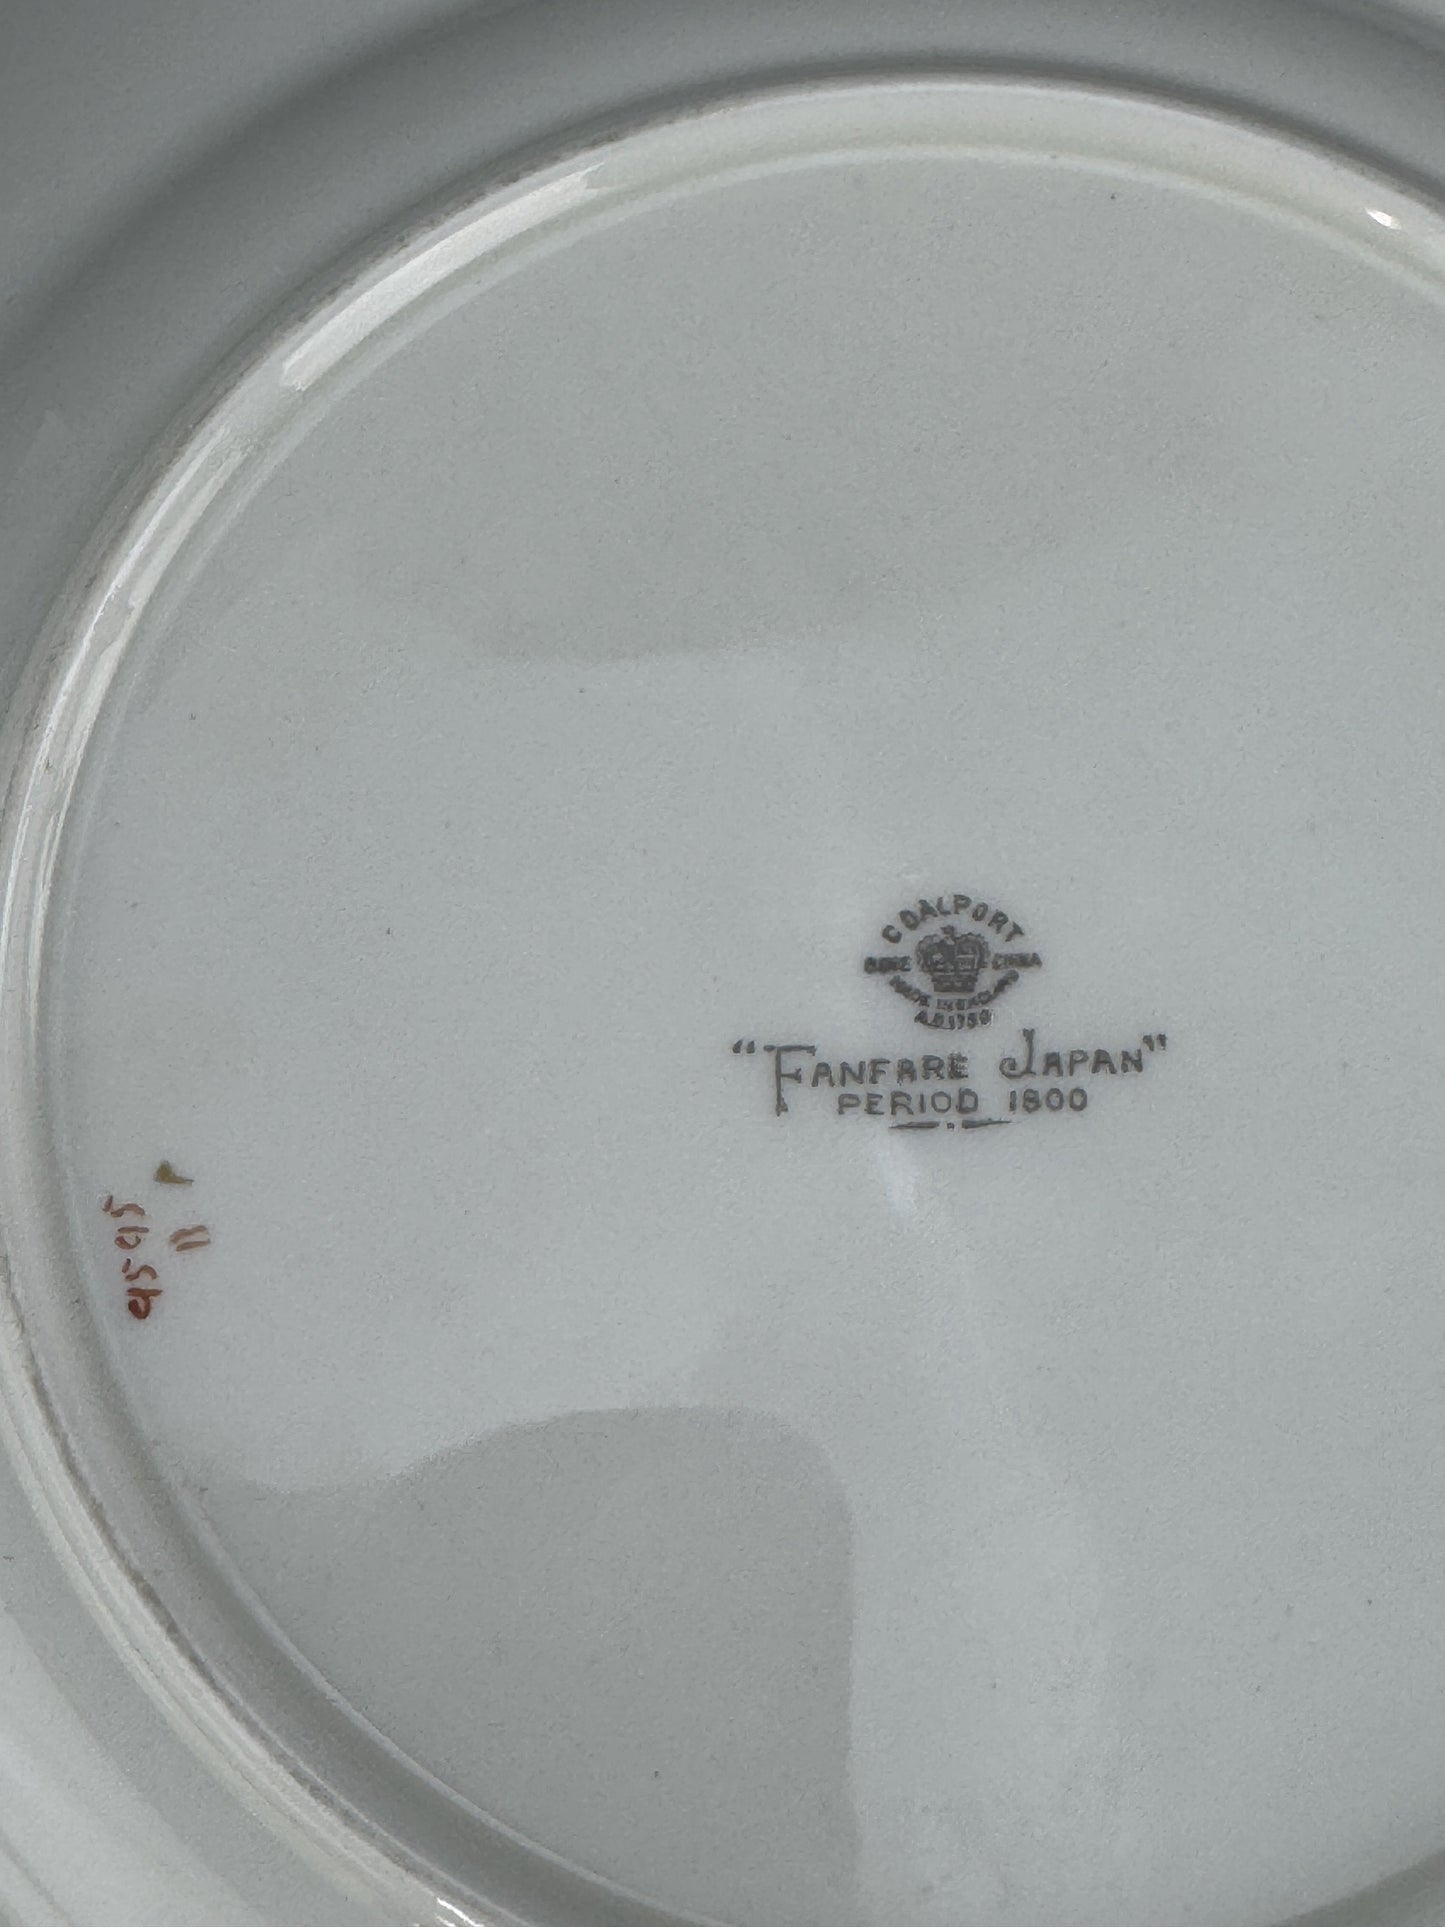 COALPORT
BONE CHINA
MADE IN ENGLAND
A.D. 1750
"FANFARE JAPAN"
PERIOD 1800